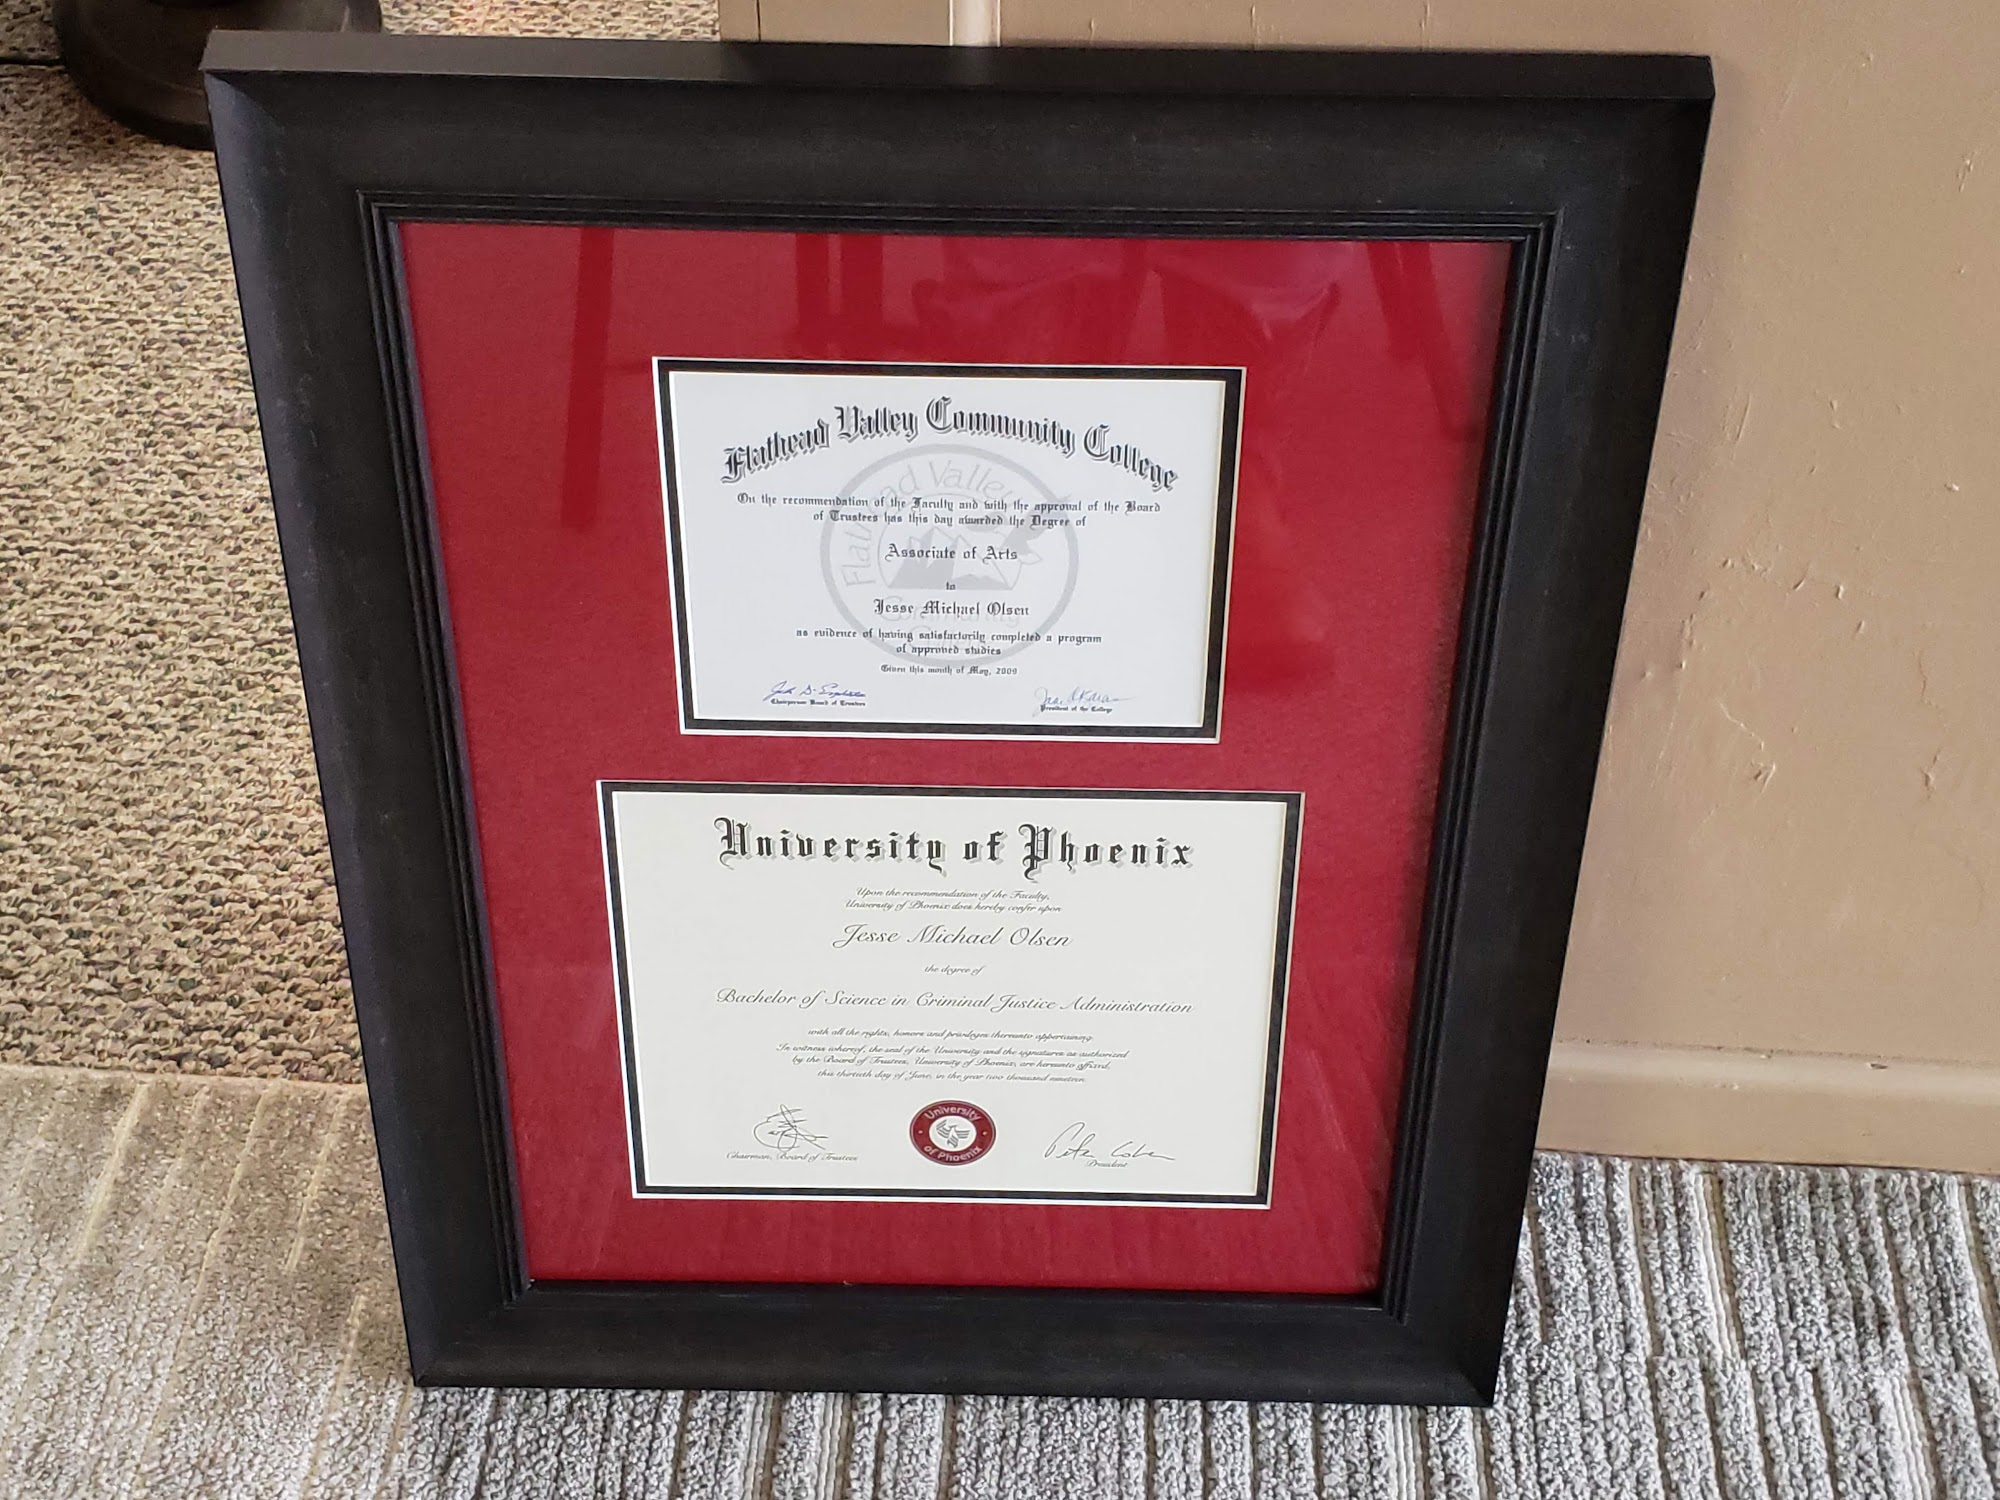 Flathead Valley Community College
On the recommendation of the Faculty and with the approval of the Board
of Trustees has this day awarded the Degree of
Associate of Arts
to
Jesse Michael Olsen
as evidence of having satisfactorily completed a program
of approved studies
Given this month of May, 2009
Chairperson Board of Trustees
President of the College
Flathead Valley
Community
University of Phoenix
Upon the recommendation of the Faculty,
University of Phoenix does hereby confer upon
Jesse Michael Olsen
the degree of
Bachelor of Science in Criminal Justice Administration
with all the rights, honors and privileges thereunto appertaining.
In witness whereof, the seal of the University and the signatures as authorized
by the Board of Trustees, University of Phoenix, are hereunto affixed,
this thirtieth day of June, in the year two thousand nineteen
Chairman, Board of Trustees
University
of Phoenix
Peter Cohen
President